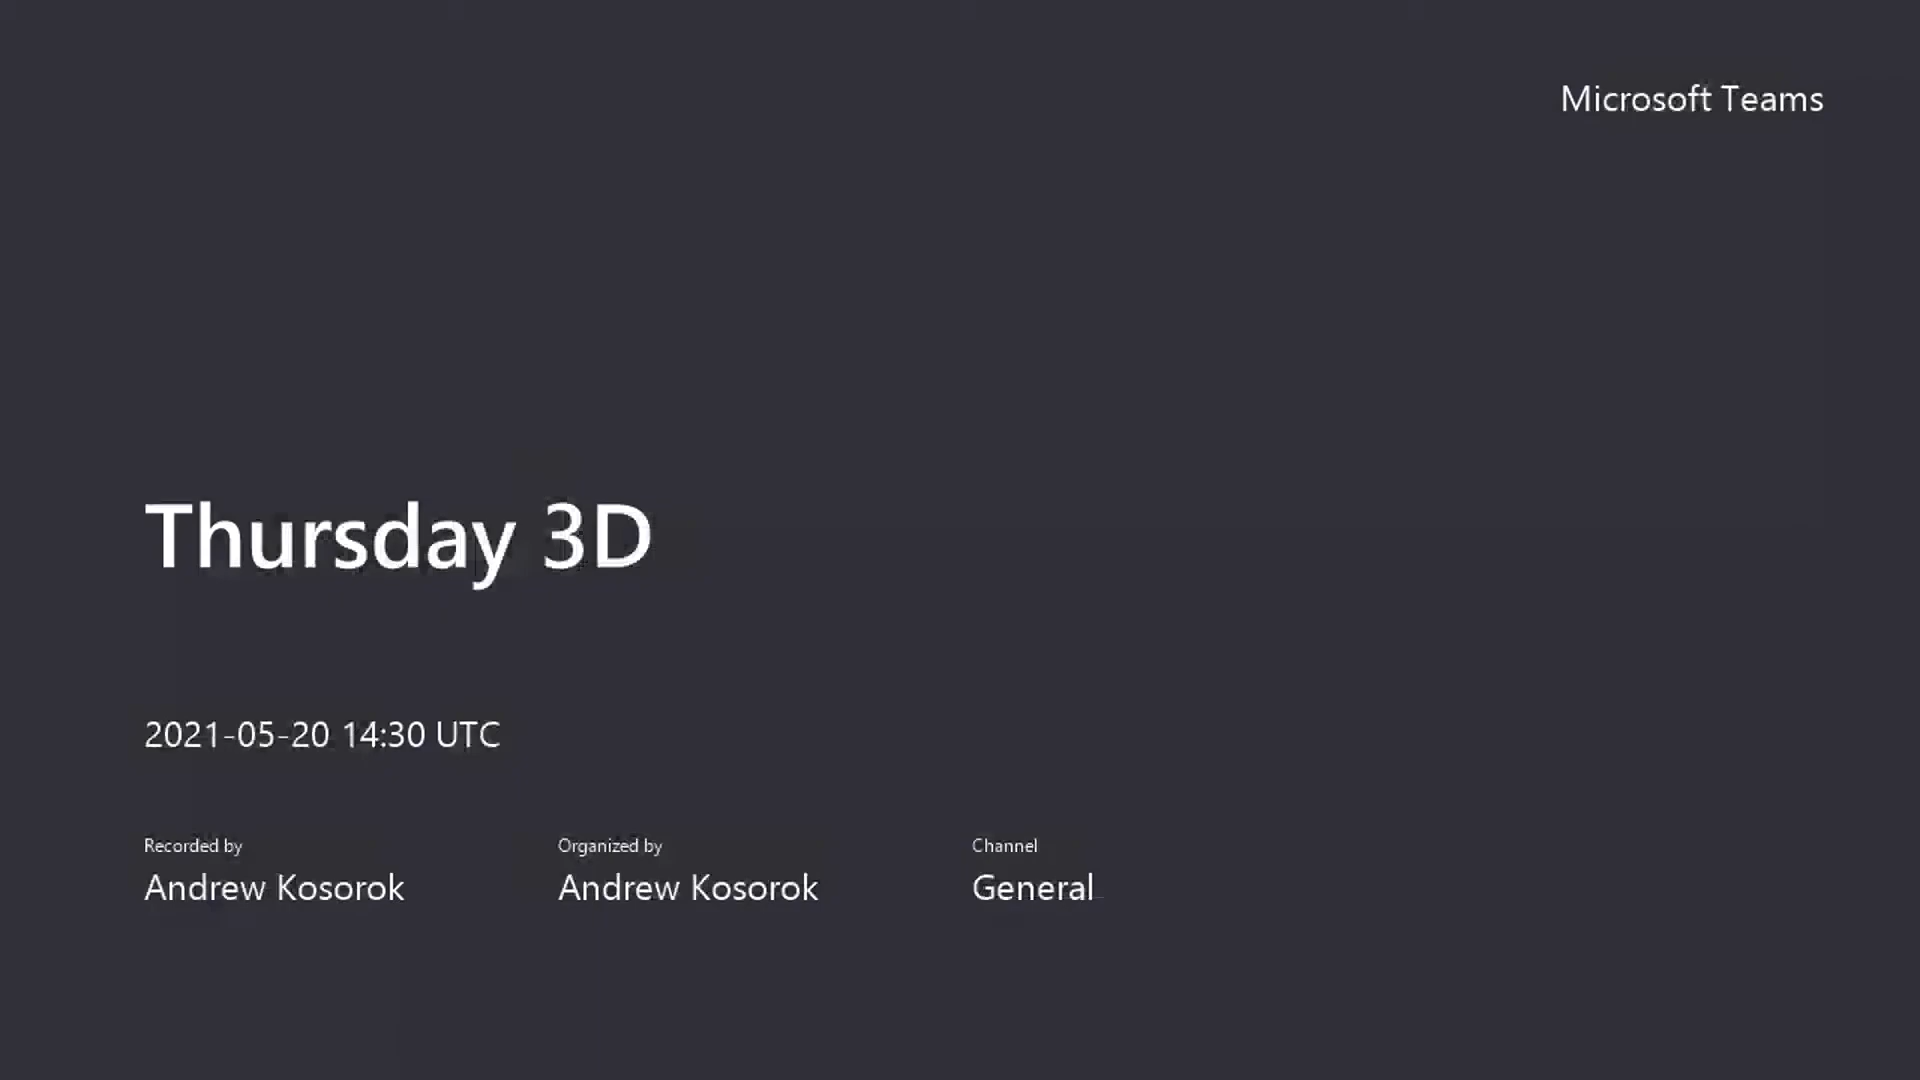 Microsoft Teams
Thursday 3D
2021-05-20 14:30 UTC
Recorded by
Andrew Kosorok
Organized by
Andrew Kosorok
Channel
General